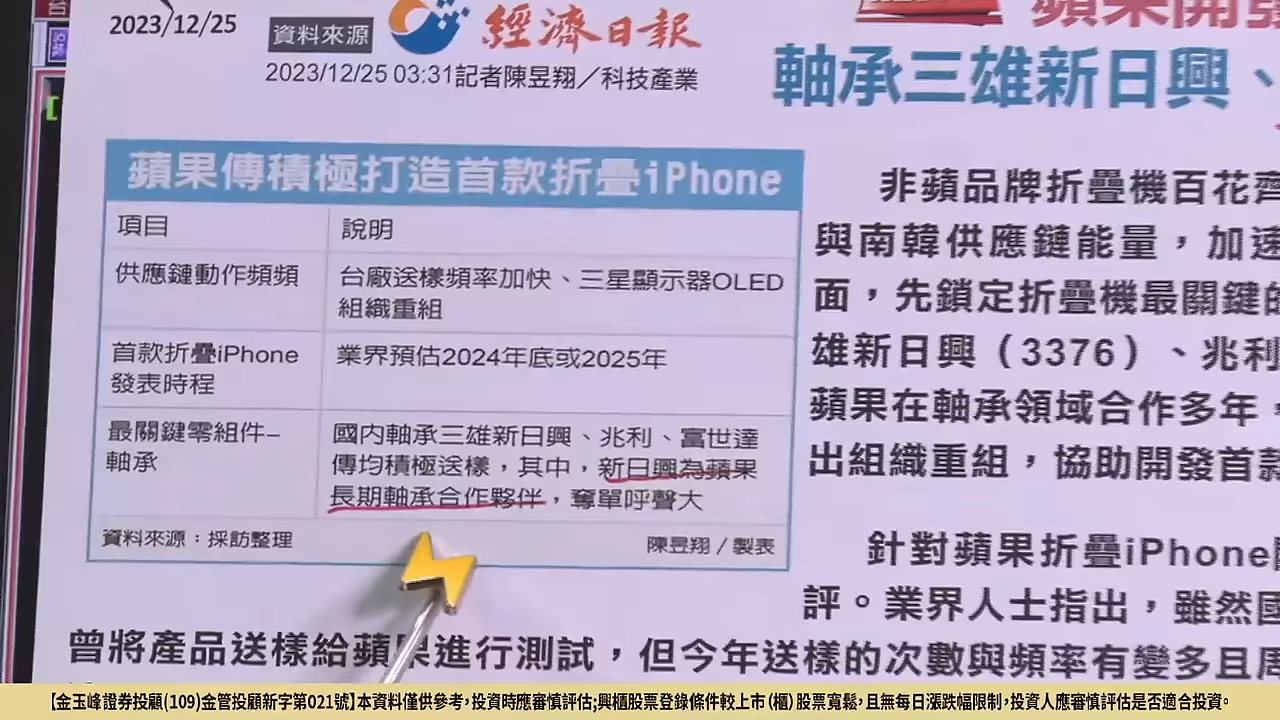 台
2023/12/25
資料來源
經濟日報
2023/12/25 03:31記者陳昱翔／科技產業
蘋果開發
軸承三雄新日興、
蘋果傳積極打造首款折疊iPhone
項目
說明
供應鏈動作頻頻
台廠送樣頻率加快、三星顯示器OLED
組織重組
首款折疊iPhone
發表時程
業界預估2024年底或2025年
最關鍵零組件–
軸承
國內軸承三雄新日興、兆利、富世達
傳均積極送樣，其中，新日興為蘋果
長期軸承合作夥伴，奪單呼聲大
資料來源：採訪整理
陳昱翔／製表
非蘋品牌折疊機百花齊
與南韓供應鏈能量，加速
面，先鎖定折疊機最關鍵的
雄新日興（3376）、兆利
蘋果在軸承領域合作多年，
出組織重組，協助開發首款
針對蘋果折疊iPhone
評。業界人士指出，雖然國
曾將產品送樣給蘋果進行測試，但今年送樣的次數與頻率有變多且
【金玉峰證券投顧(109)金管投顧新字第021號】本資料僅供參考，投資時應審慎評估;興櫃股票登錄條件較上市（櫃）股票寬鬆，且無每日漲跌幅限制，投資人應審慎評估是否適合投資。